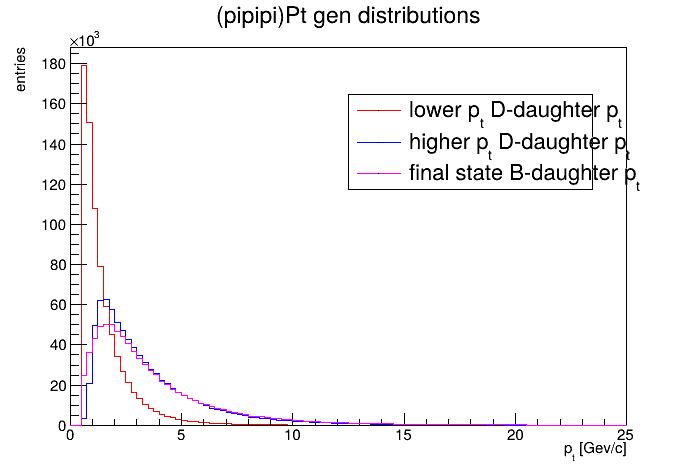 (pipipi)Pt gen distributions
×10³
entries
180
160
140
120
100
80
60
40
20
0
lower pₜ D-daughter pₜ
higher pₜ D-daughter pₜ
final state B-daughter pₜ
0 5 10 15 20 25
pₜ [Gev/c]